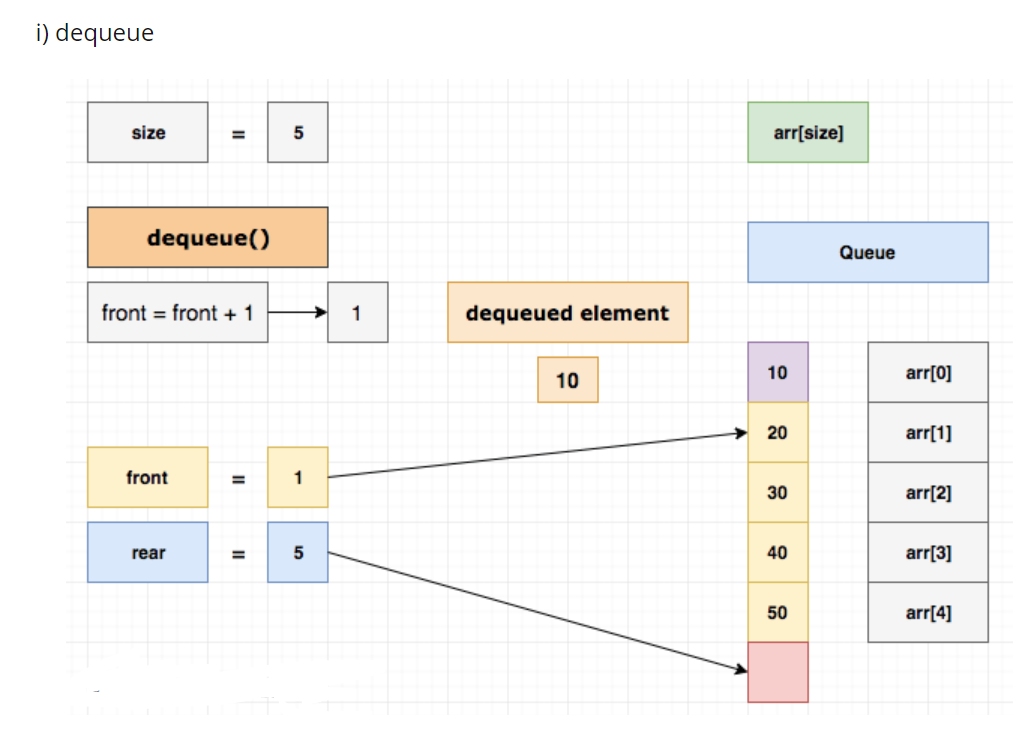 i) dequeue
size = 5
arr[size]
dequeue()
Queue
front = front + 1
1
dequeued element
10
10 arr[0]
20 arr[1]
30 arr[2]
40 arr[3]
50 arr[4]
front = 1
rear = 5